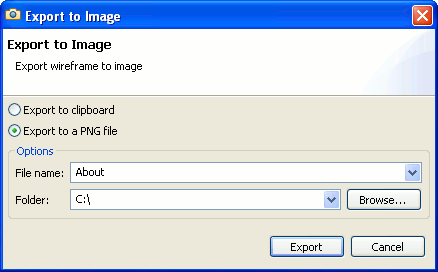 Export to Image
Export to Image
Export wireframe to image
Export to clipboard
Export to a PNG file
Options
File name: About
Folder: C:\ Browse...
Export Cancel